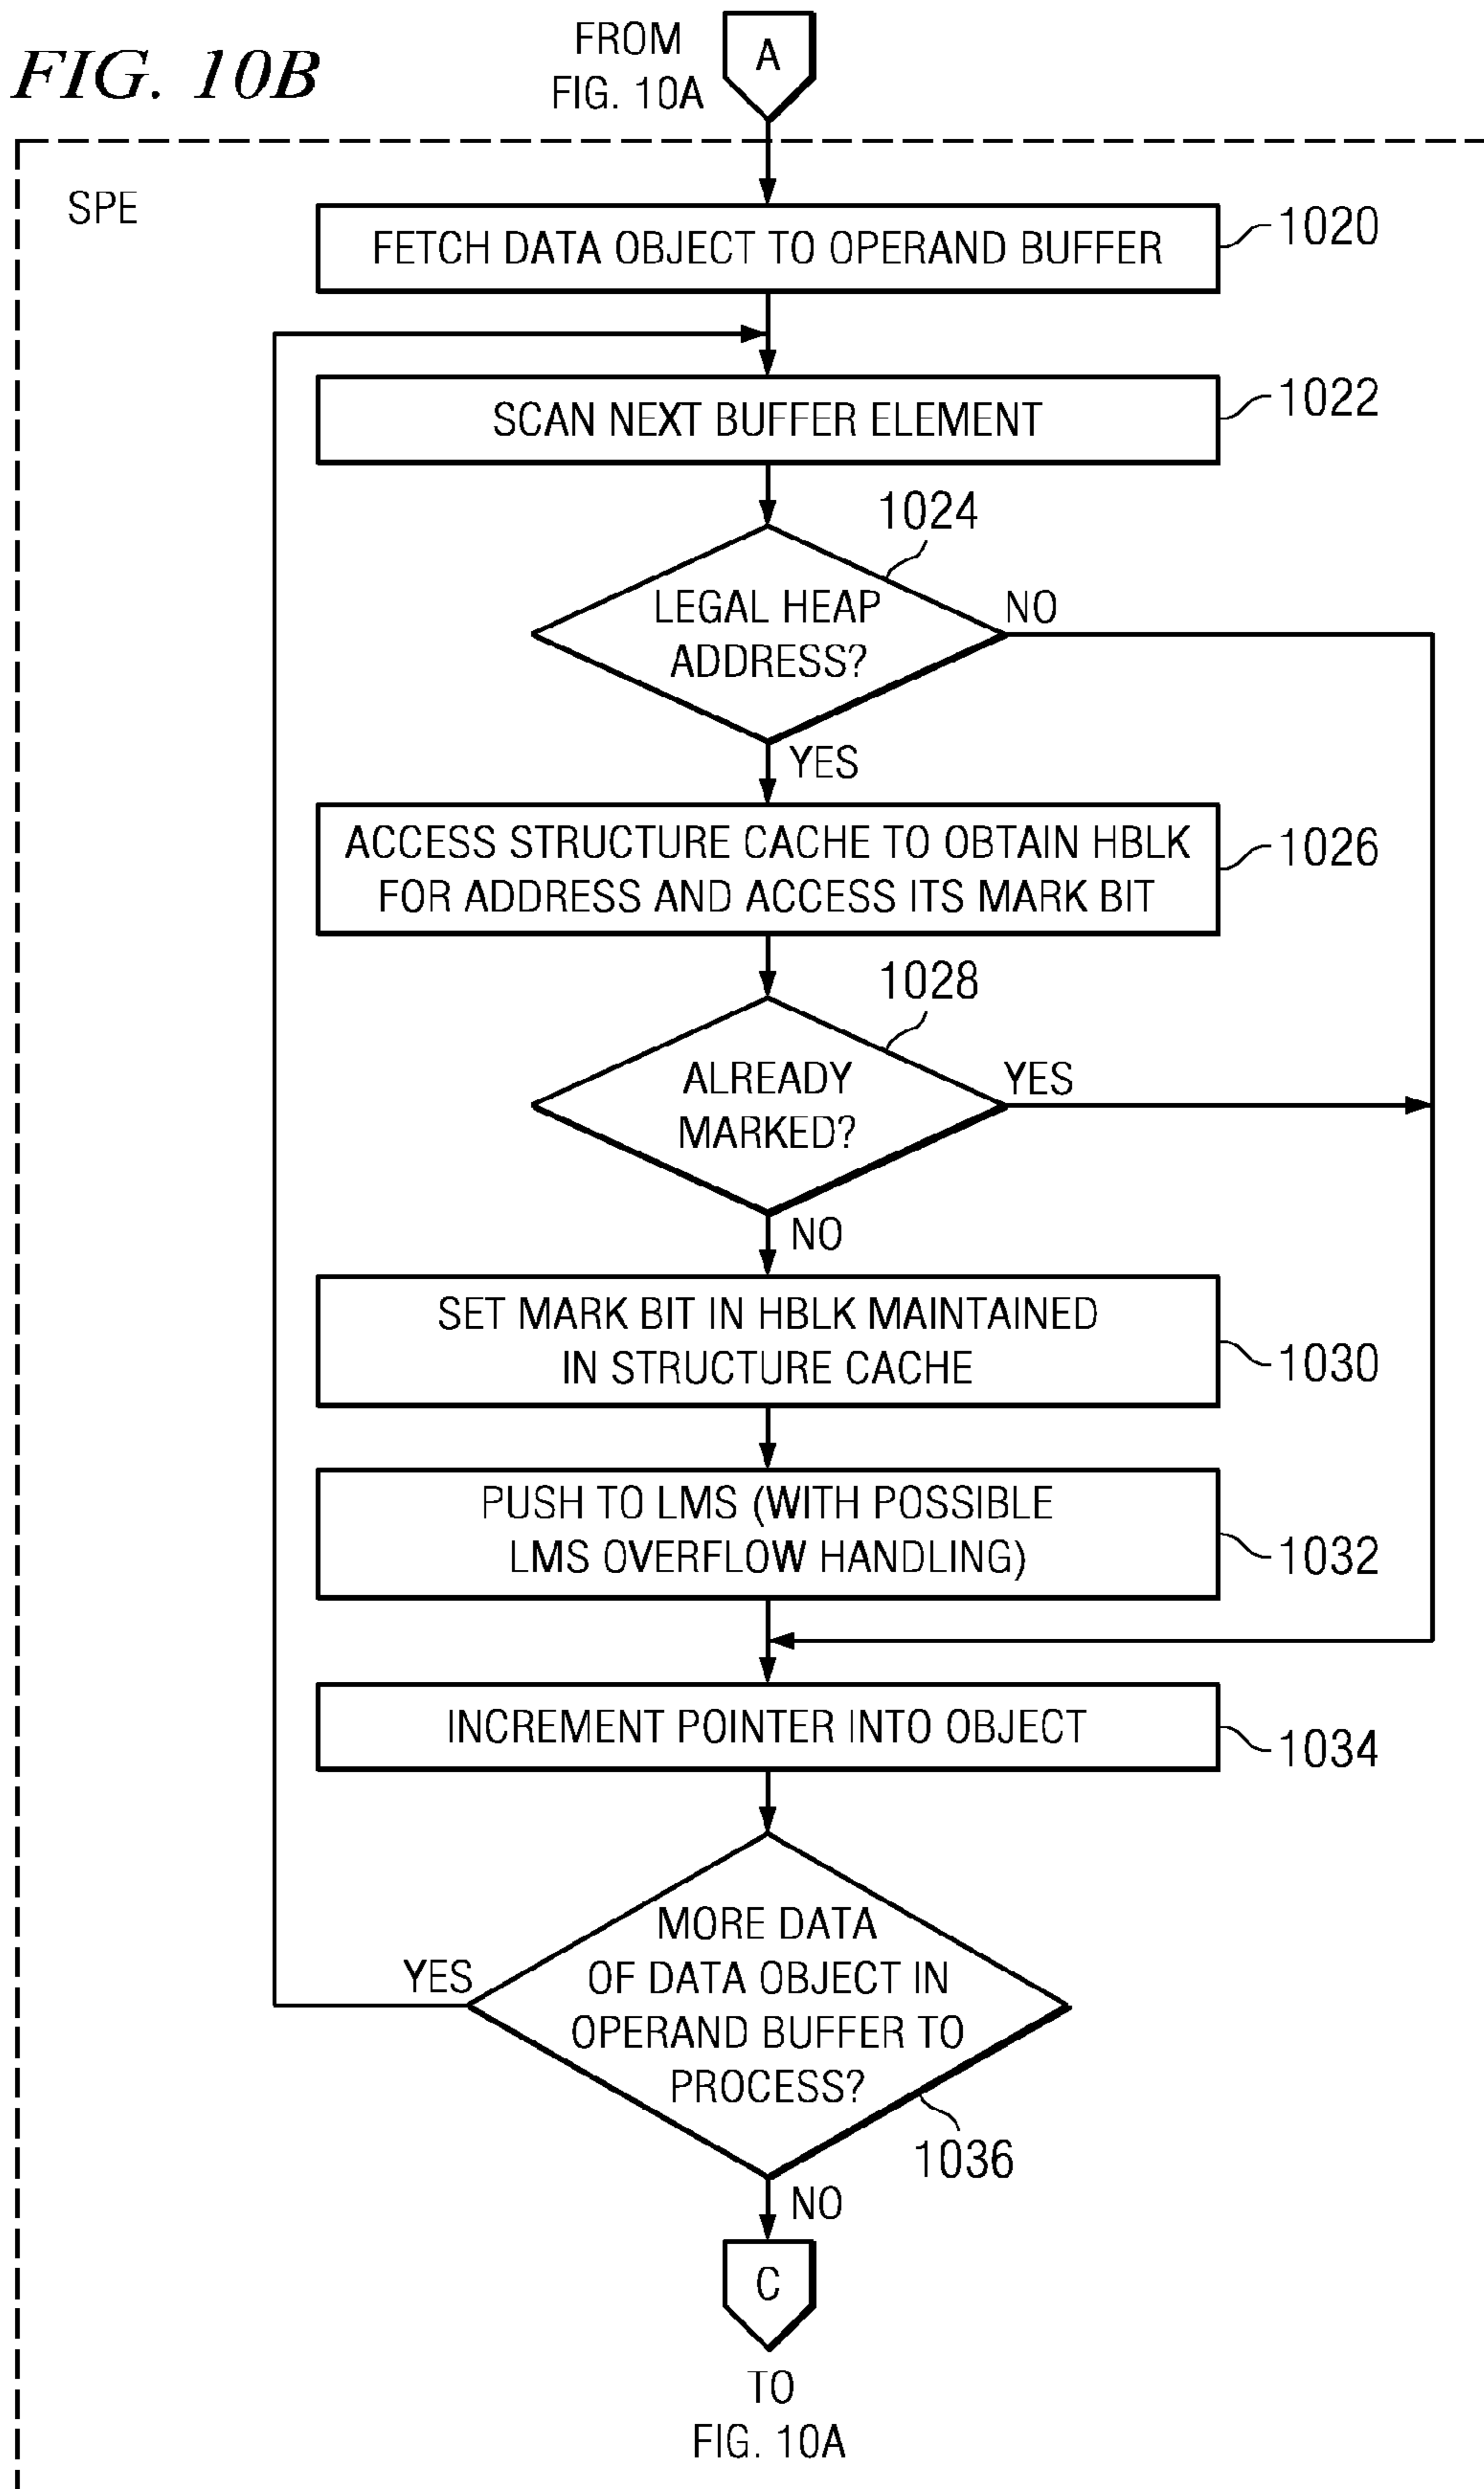 FIG. 10B
FROM
FIG. 10A
A
SPE
FETCH DATA OBJECT TO OPERAND BUFFER
1020
SCAN NEXT BUFFER ELEMENT
1022
1024
LEGAL HEAP
ADDRESS?
NO
YES
ACCESS STRUCTURE CACHE TO OBTAIN HBLK
FOR ADDRESS AND ACCESS ITS MARK BIT
1026
1028
ALREADY
MARKED?
YES
NO
SET MARK BIT IN HBLK MAINTAINED
IN STRUCTURE CACHE
1030
PUSH TO LMS (WITH POSSIBLE
LMS OVERFLOW HANDLING)
1032
INCREMENT POINTER INTO OBJECT
1034
MORE DATA
OF DATA OBJECT IN
OPERAND BUFFER TO
PROCESS?
YES
1036
NO
C
TO
FIG. 10A